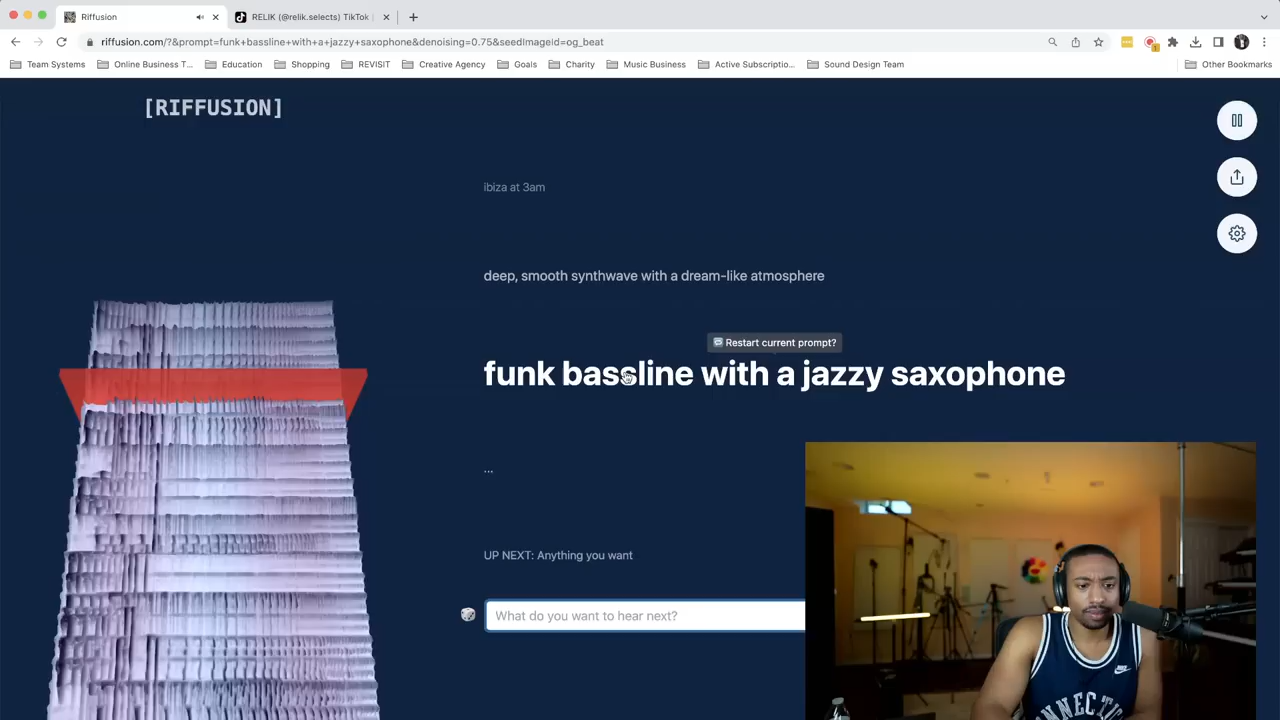 Riffusion
RELIK (@relik.selects) TikTok
riffusion.com/?&prompt=funk+bassline+with+a+jazzy+saxophone&denoising=0.75&seedImageId=og_beat
Team Systems
Online Business T...
Education
Shopping
REVISIT
Creative Agency
Goals
Charity
Music Business
Active Subscriptio...
Sound Design Team
Other Bookmarks
[RIFFUSION]
ibiza at 3am
deep, smooth synthwave with a dream-like atmosphere
Restart current prompt?
funk bassline with a jazzy saxophone
...
UP NEXT: Anything you want
What do you want to hear next?
CONNECTIC